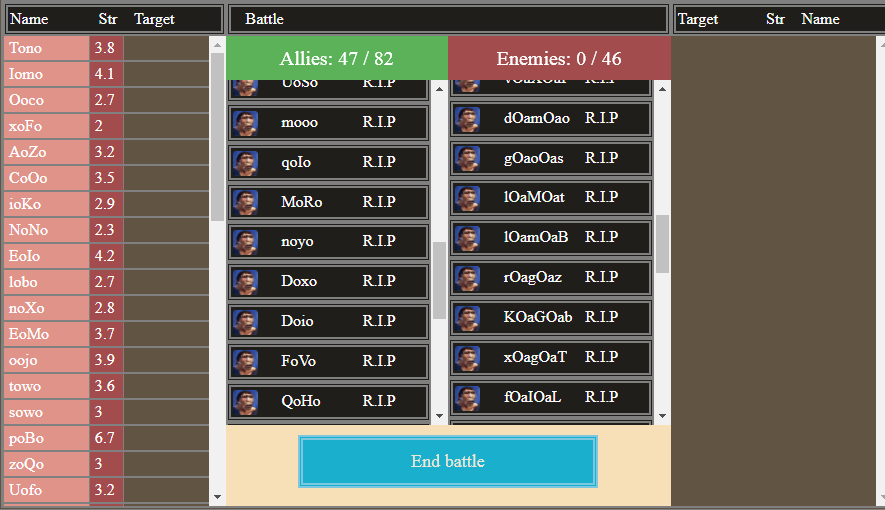 Name Str Target
Battle
Target Str Name
Tono 3.8
Iomo 4.1
Ooco 2.7
xoFo 2
AoZo 3.2
CoOo 3.5
ioKo 2.9
NoNo 2.3
EoIo 4.2
lobo 2.7
noXo 2.8
EoMo 3.7
oojo 3.9
towo 3.6
sowo 3
poBo 6.7
zoQo 3
Uofo 3.2
Allies: 47 / 82
UoSo R.I.P
mooo R.I.P
qoIo R.I.P
MoRo R.I.P
noyo R.I.P
Doxo R.I.P
Doio R.I.P
FoVo R.I.P
QoHo R.I.P
Enemies: 0 / 46
R.I.P
dOamOao R.I.P
gOaoOas R.I.P
lOaMOat R.I.P
lOamOaB R.I.P
rOagOaz R.I.P
KOaGOab R.I.P
xOagOaT R.I.P
fOaIOaL R.I.P
End battle